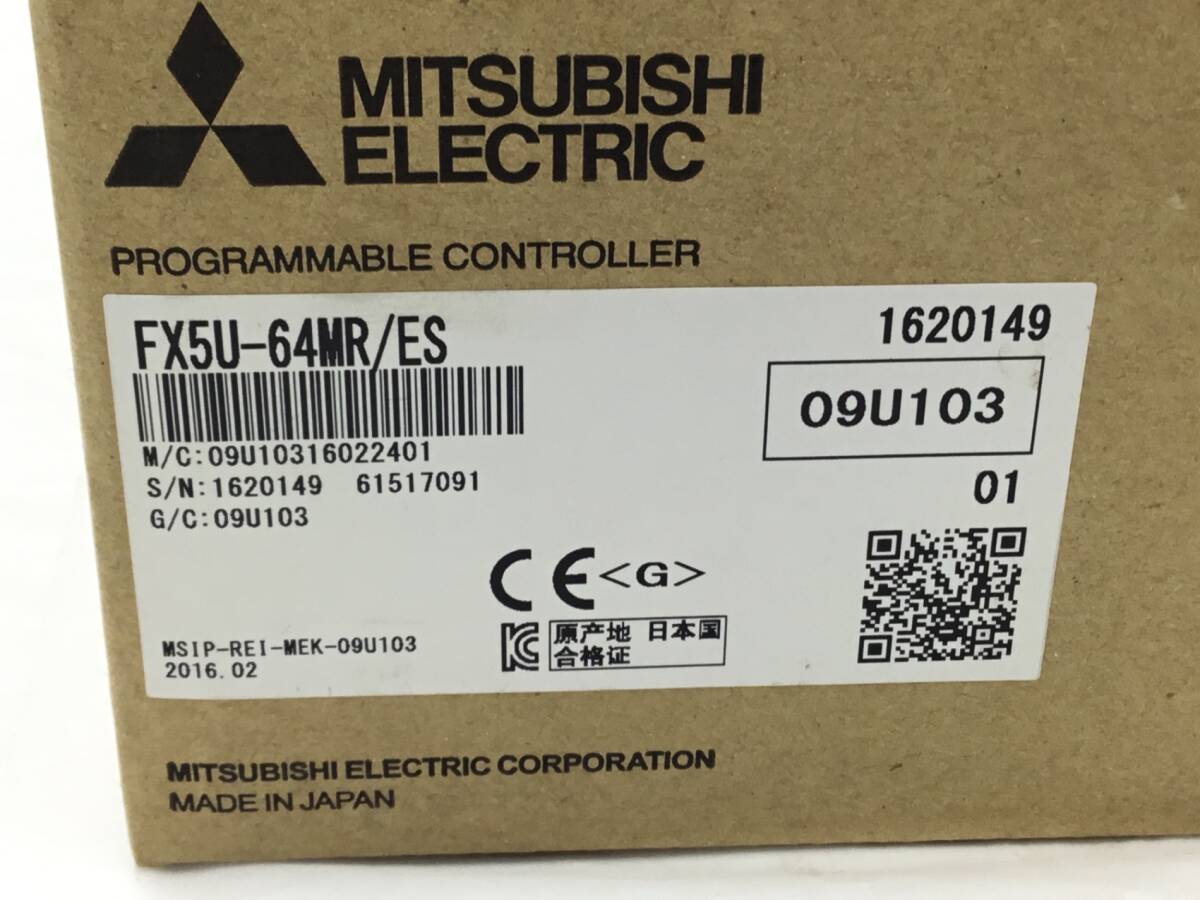 MITSUBISHI
ELECTRIC
PROGRAMMABLE CONTROLLER
FX5U-64MR/ES
1620149
09U103
M/C:09U10316022401
S/N:1620149 61517091
01
G/C:09U103
CE<G>
MSIP-REI-MEK-09U103
2016.02
KC
原产地 日本国
合格证
MITSUBISHI ELECTRIC CORPORATION
MADE IN JAPAN